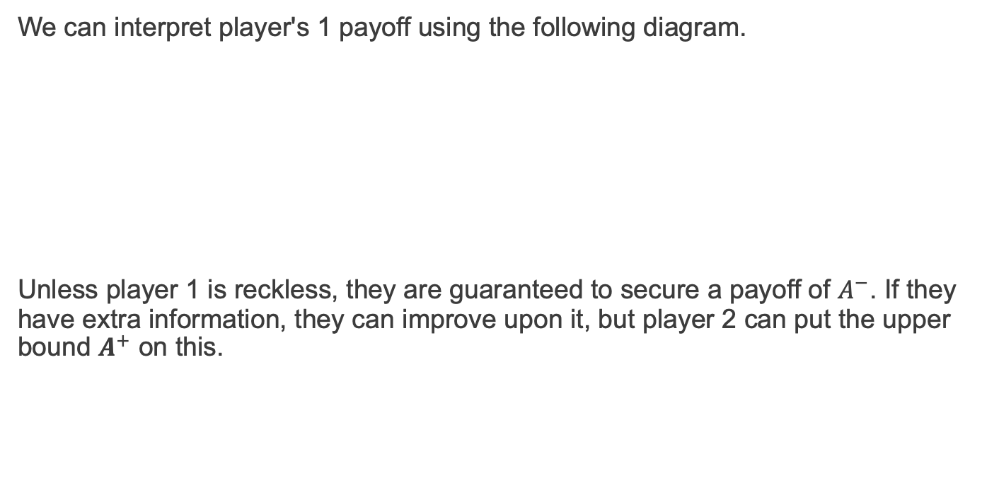 We can interpret player's 1 payoff using the following diagram.
Unless player 1 is reckless, they are guaranteed to secure a payoff of A⁻. If they
have extra information, they can improve upon it, but player 2 can put the upper
bound A⁺ on this.